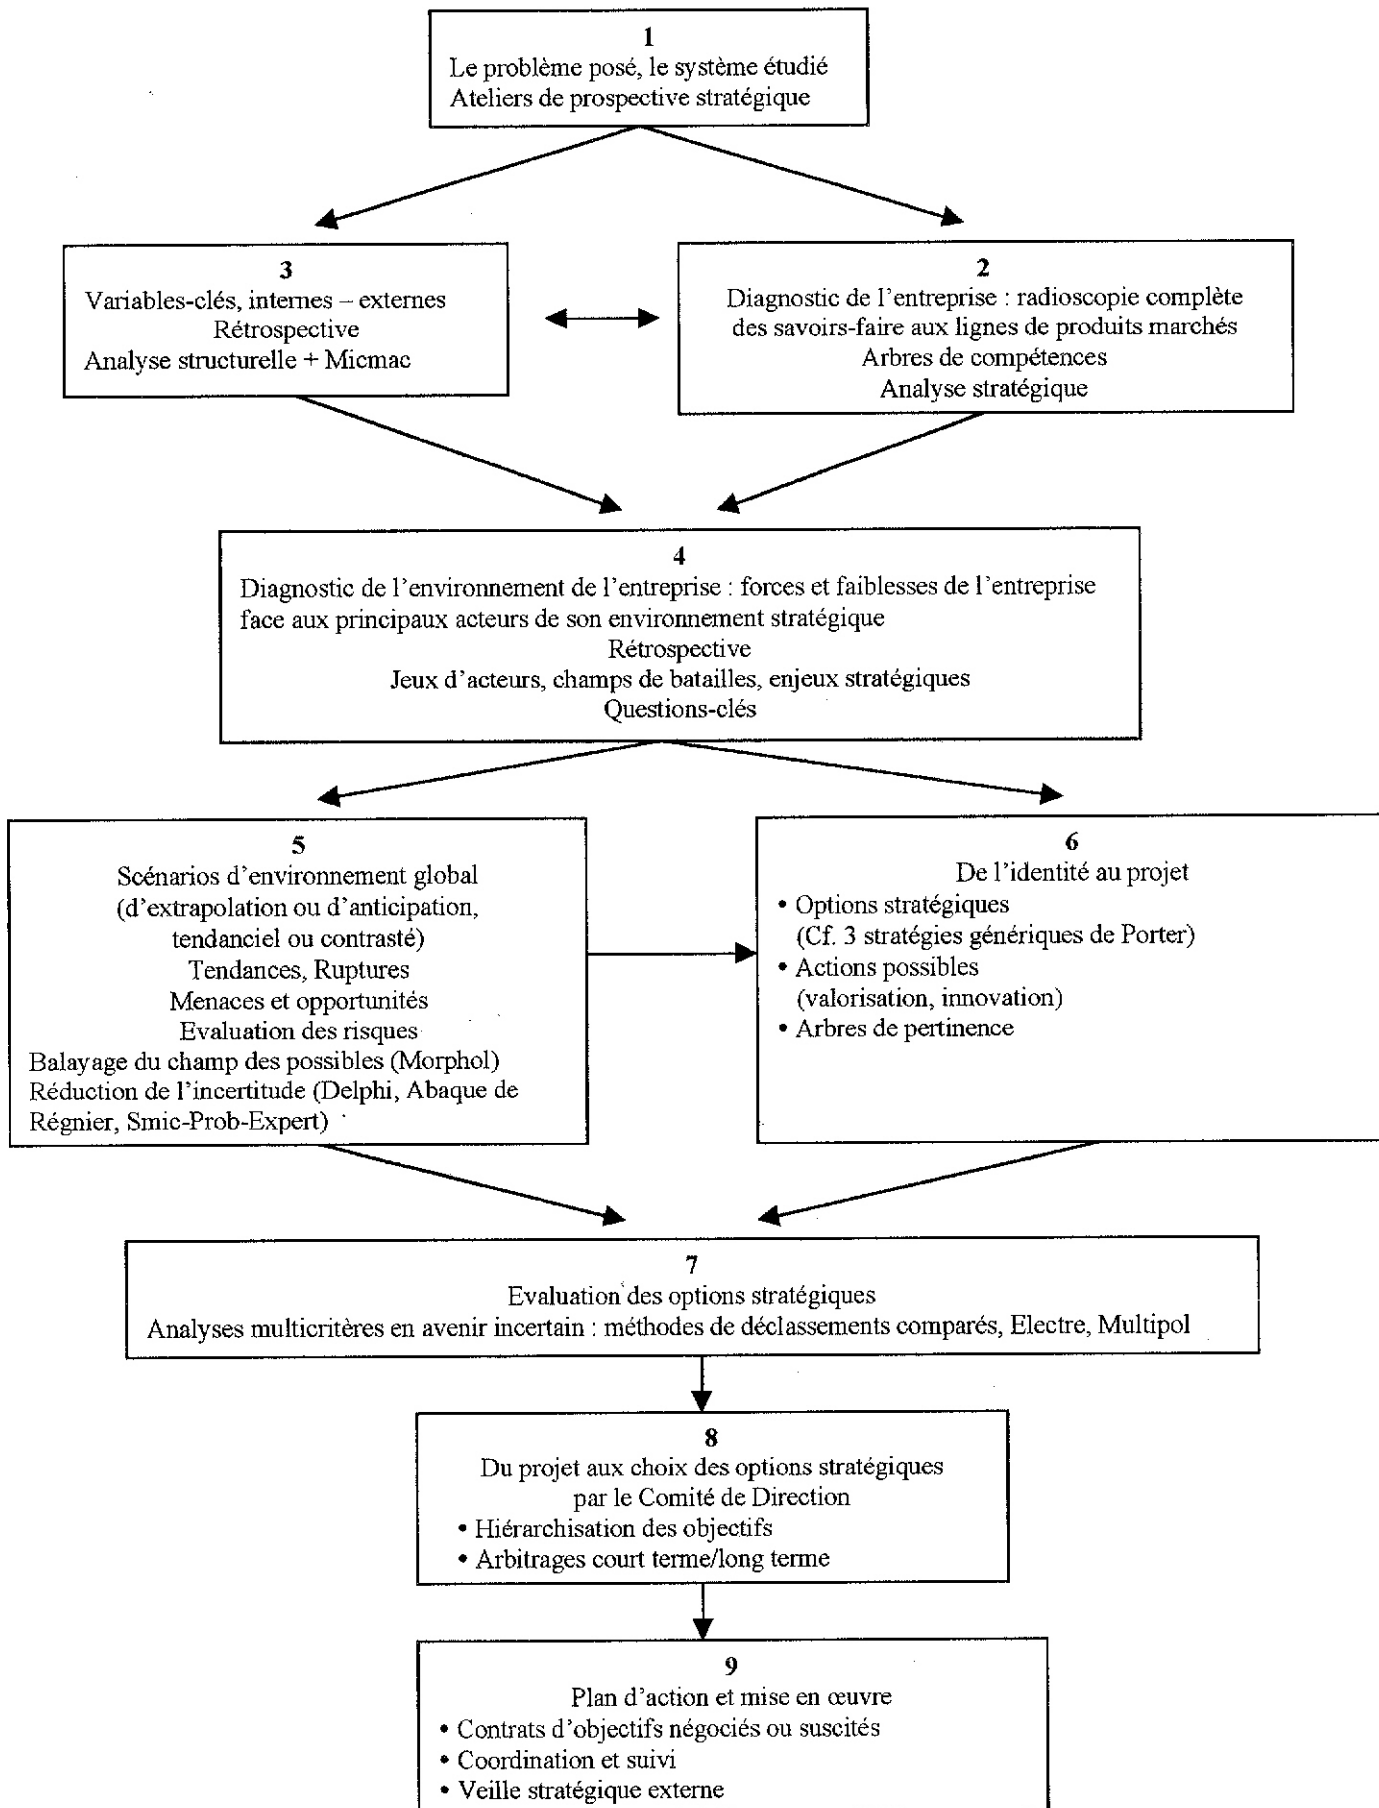 1
Le problème posé, le système étudié
Ateliers de prospective stratégique
3
Variables-clés, internes – externes
Rétrospective
Analyse structurelle + Micmac
2
Diagnostic de l'entreprise : radioscopie complète
des savoirs-faire aux lignes de produits marchés
Arbres de compétences
Analyse stratégique
4
Diagnostic de l'environnement de l'entreprise : forces et faiblesses de l'entreprise
face aux principaux acteurs de son environnement stratégique
Rétrospective
Jeux d'acteurs, champs de batailles, enjeux stratégiques
Questions-clés
5
Scénarios d'environnement global
(d'extrapolation ou d'anticipation,
tendanciel ou contrasté)
Tendances, Ruptures
Menaces et opportunités
Evaluation des risques
Balayage du champ des possibles (Morphol)
Réduction de l'incertitude (Delphi, Abaque de
Régnier, Smic-Prob-Expert)
6
De l'identité au projet
• Options stratégiques
(Cf. 3 stratégies génériques de Porter)
• Actions possibles
(valorisation, innovation)
• Arbres de pertinence
7
Evaluation des options stratégiques
Analyses multicritères en avenir incertain : méthodes de déclassements comparés, Electre, Multipol
8
Du projet aux choix des options stratégiques
par le Comité de Direction
• Hiérarchisation des objectifs
• Arbitrages court terme/long terme
9
Plan d'action et mise en œuvre
• Contrats d'objectifs négociés ou suscités
• Coordination et suivi
• Veille stratégique externe